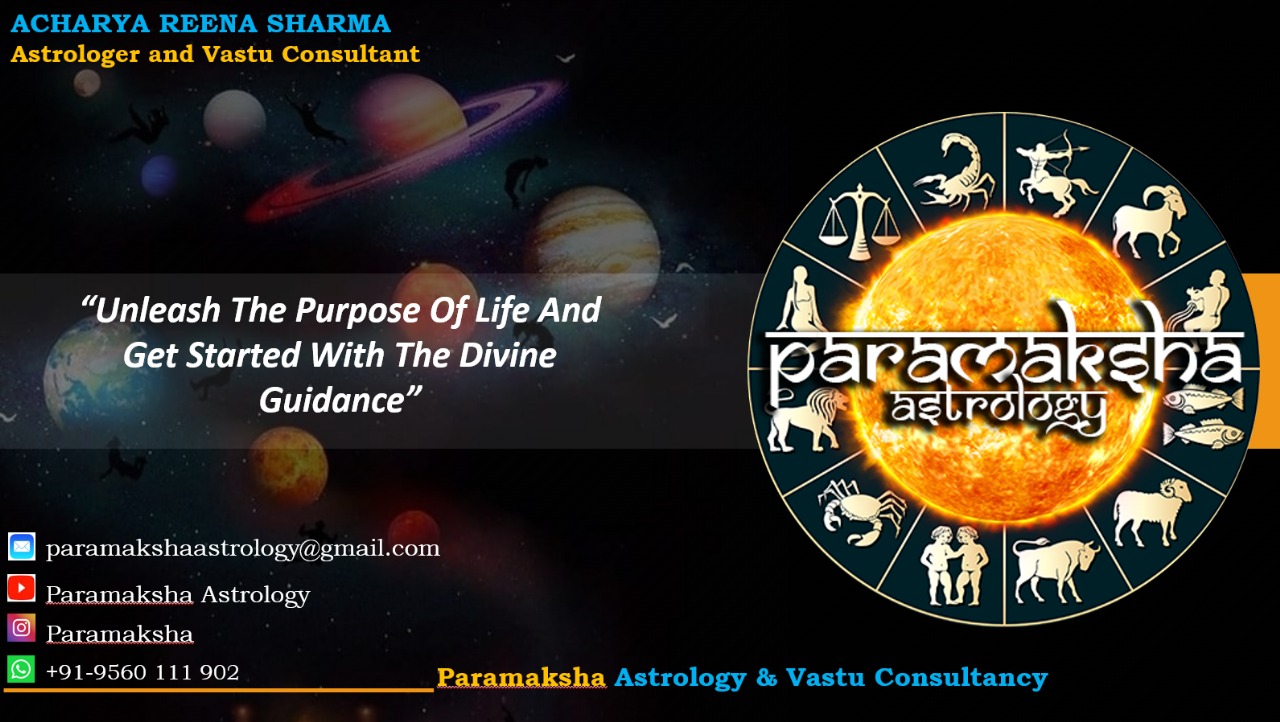 ACHARYA REENA SHARMA
Astrologer and Vastu Consultant
“Unleash The Purpose Of Life And
Get Started With The Divine
Guidance”
paramaksha
astrology
paramakshaastrology@gmail.com
Paramaksha Astrology
Paramaksha
+91-9560 111 902
Paramaksha Astrology & Vastu Consultancy